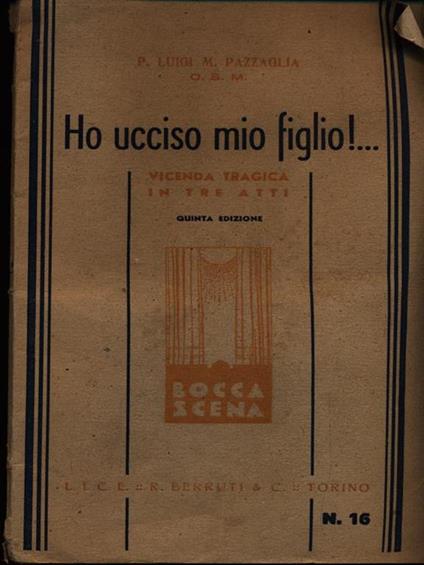 P. LUIGI M. PAZZAGLIA
O. S. M.
Ho ucciso mio figlio!...
VICENDA TRAGICA
IN TRE ATTI
QUINTA EDIZIONE
BOCCA
SCENA
L. I. C. E. :: R. BERRUTI & C. :: TORINO
N. 16